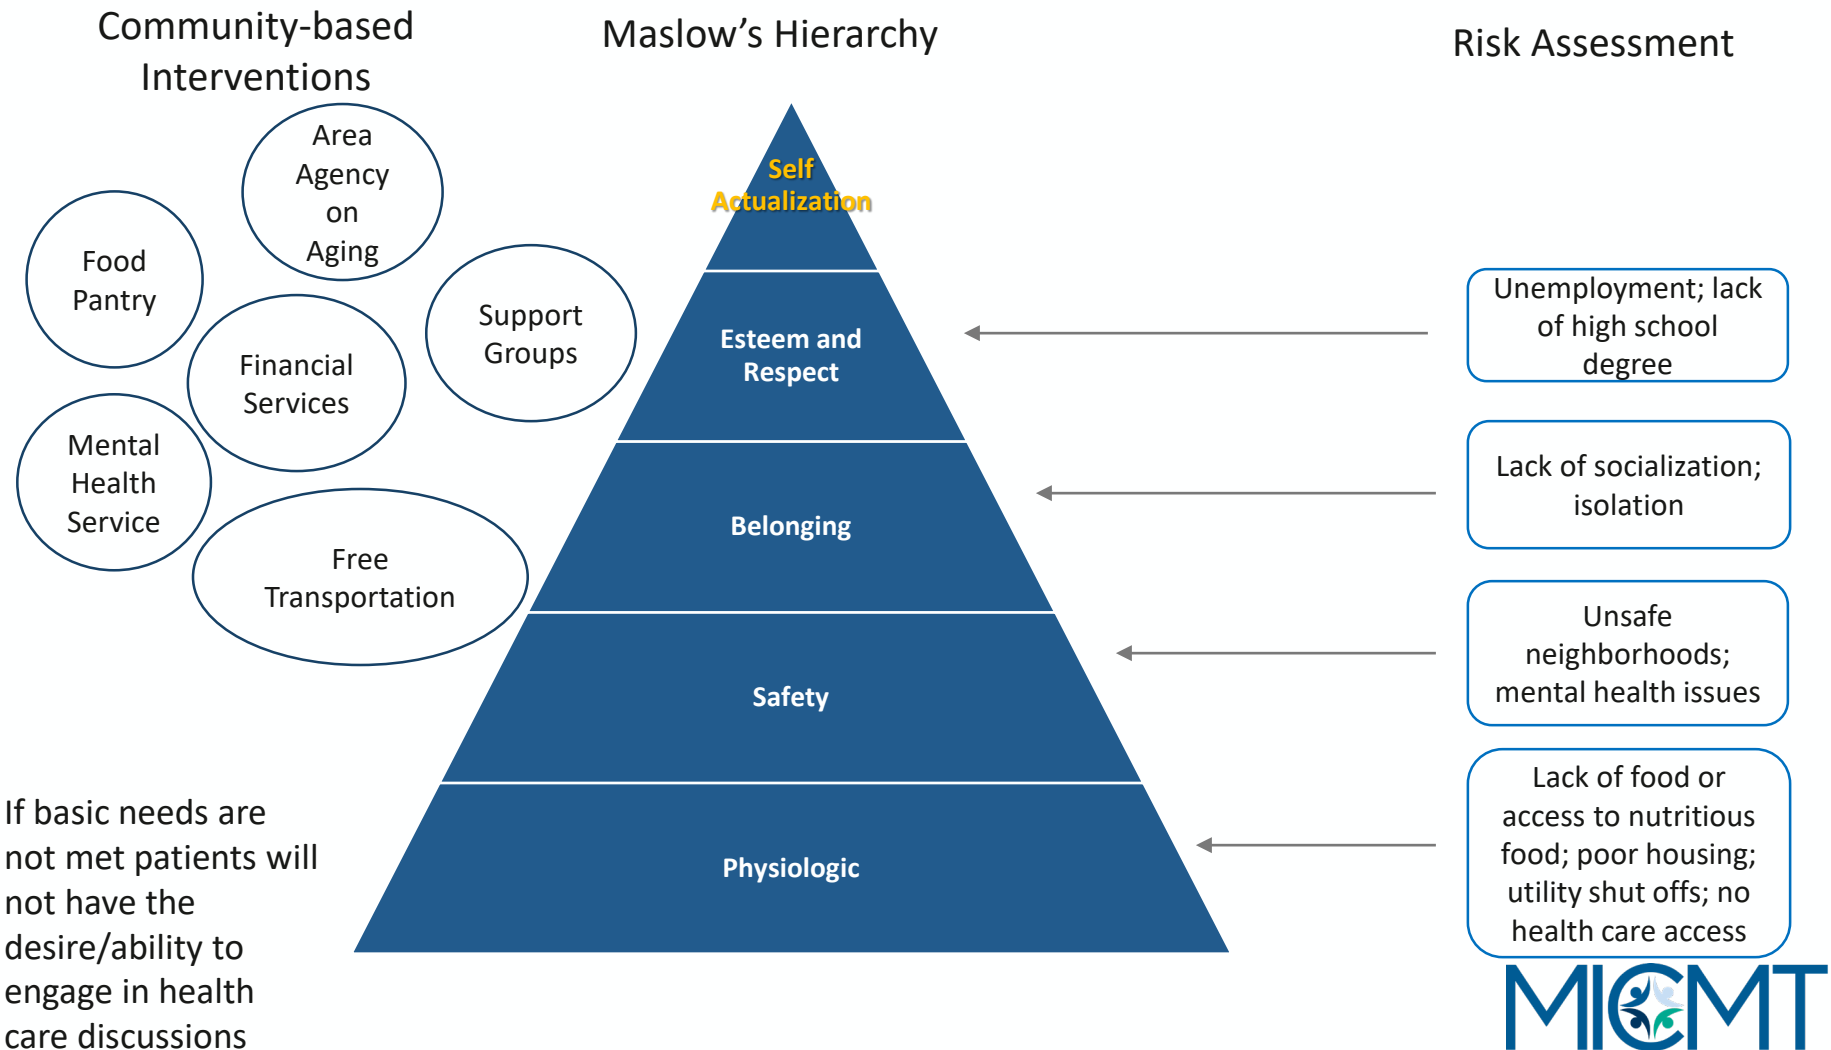 Community-based
Interventions
Maslow's Hierarchy
Risk Assessment
Area
Agency
on
Aging
Food
Pantry
Support
Groups
Financial
Services
Mental
Health
Service
Free
Transportation
If basic needs are
not met patients will
not have the
desire/ability to
engage in health
care discussions
Self
Actualization
Esteem and
Respect
Belonging
Safety
Physiologic
Unemployment; lack
of high school
degree
Lack of socialization;
isolation
Unsafe
neighborhoods;
mental health issues
Lack of food or
access to nutritious
food; poor housing;
utility shut offs; no
health care access
MICMT